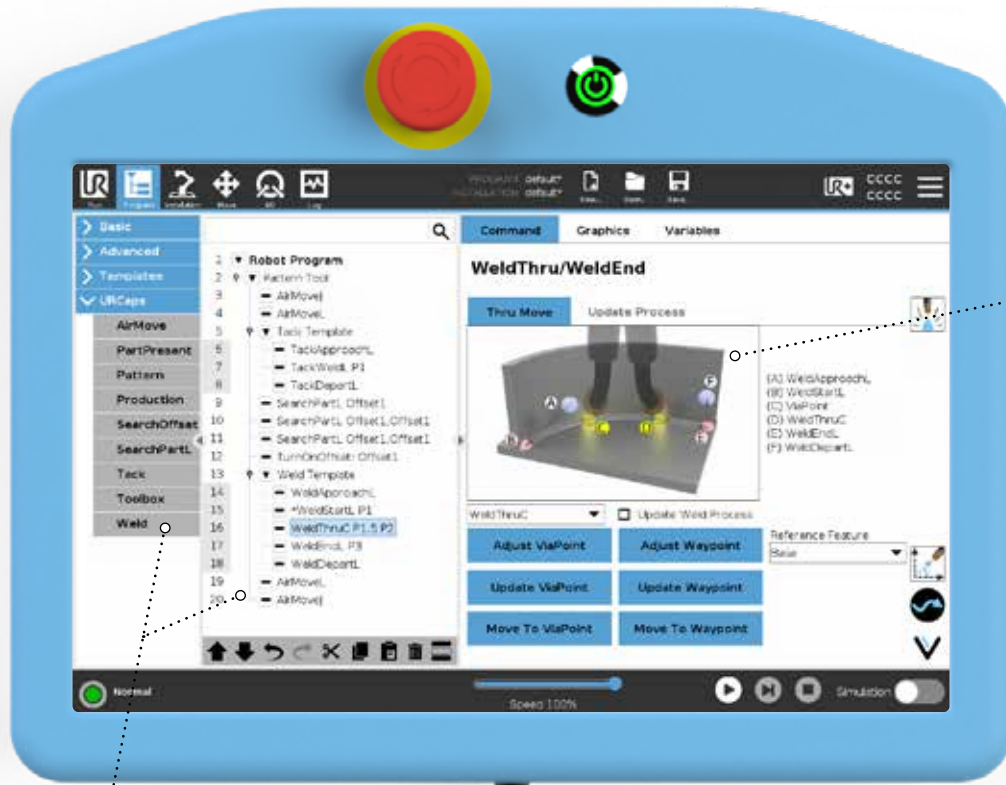 UR
Run
Program
Installation
Move
I/O
Log
PROGRAM default*
INSTALLATION default*
New...
Open...
Save...
UR+
CCCC
CCCC
Basic
Advanced
Templates
URCaps
AirMove
PartPresent
Pattern
Production
SearchOffset
SearchPartL
Tack
Toolbox
Weld
1 Robot Program
2 Pattern Tool
3 AirMoveJ
4 AirMoveL
5 Tack Template
6 TackApproachL
7 TackWeldL P1
8 TackDepartL
9 SearchPartL Offset1
10 SearchPartL Offset1,Offset1
11 SearchPartL Offset1,Offset1
12 TurnOnOffset: Offset1
13 Weld Template
14 WeldApproachL
15 *WeldStartL P1
16 WeldThruC P1.5 P2
17 WeldEndL P3
18 WeldDepartL
19 AirMoveL
20 AirMoveJ
Command Graphics Variables
WeldThru/WeldEnd
Thru Move Update Process
A
B
C
D
E
F
(A) WeldApproachL
(B) WeldStartL
(C) ViaPoint
(D) WeldThruC
(E) WeldEndL
(F) WeldDepartL
WeldThruC
Update Weld Process
Adjust ViaPoint Adjust Waypoint
Update ViaPoint Update Waypoint
Move To ViaPoint Move To Waypoint
Reference Feature
Base
Normal
Speed 100%
Simulation